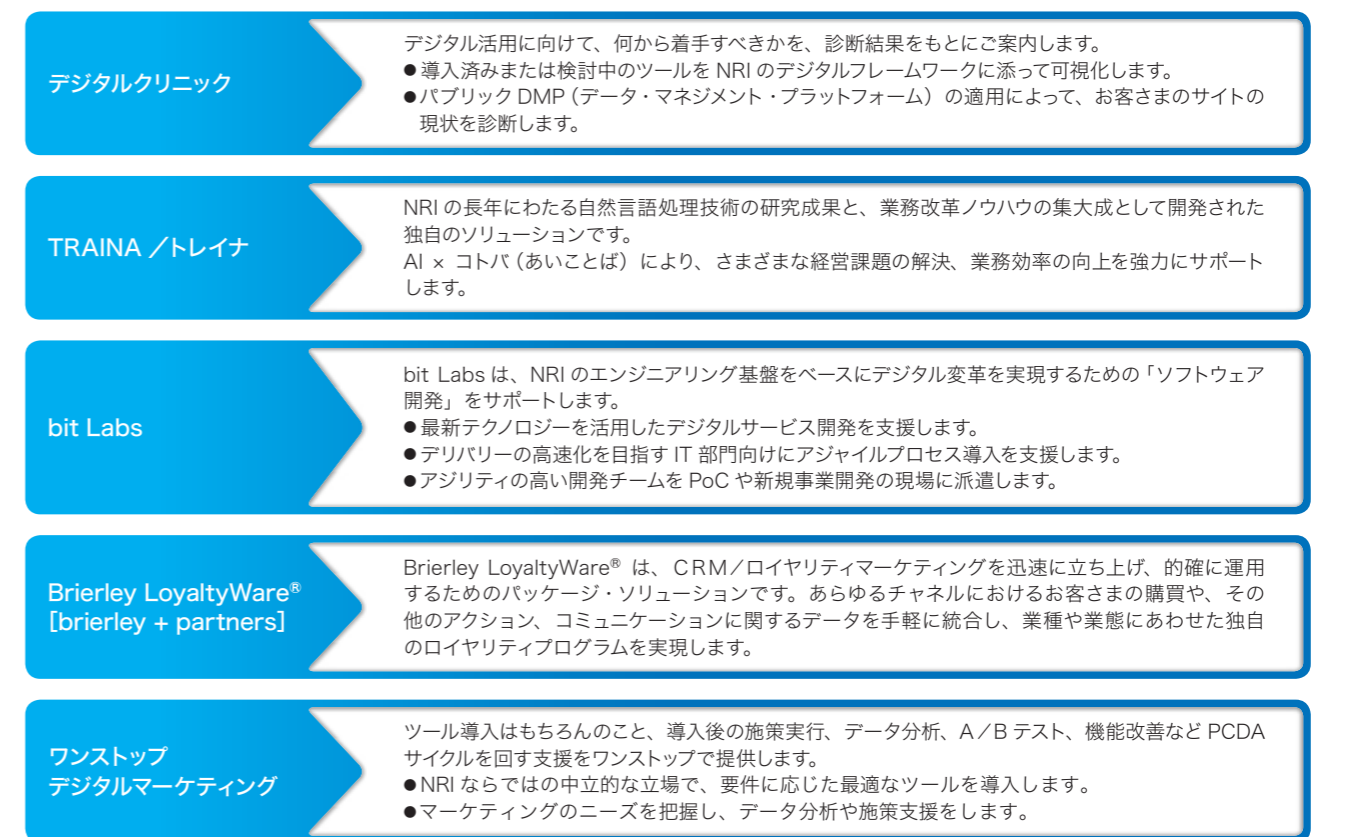 デジタルクリニック
デジタル活用に向けて、何から着手すべきかを、診断結果をもとにご案内します。
●導入済みまたは検討中のツールを NRI のデジタルフレームワークに添って可視化します。
●パブリック DMP（データ・マネジメント・プラットフォーム）の適用によって、お客さまのサイトの
現状を診断します。
TRAINA ／トレイナ
NRI の長年にわたる自然言語処理技術の研究成果と、業務改革ノウハウの集大成として開発された
独自のソリューションです。
AI × コトバ（あいことば）により、さまざまな経営課題の解決、業務効率の向上を強力にサポート
します。
bit Labs
bit Labs は、NRI のエンジニアリング基盤をベースにデジタル変革を実現するための「ソフトウェア
開発」をサポートします。
●最新テクノロジーを活用したデジタルサービス開発を支援します。
●デリバリーの高速化を目指す IT 部門向けにアジャイルプロセス導入を支援します。
●アジリティの高い開発チームを PoC や新規事業開発の現場に派遣します。
Brierley LoyaltyWare®
[brierley + partners]
Brierley LoyaltyWare® は、CRM／ロイヤリティマーケティングを迅速に立ち上げ、的確に運用
するためのパッケージ・ソリューションです。あらゆるチャネルにおけるお客さまの購買や、その
他のアクション、コミュニケーションに関するデータを手軽に統合し、業種や業態にあわせた独自
のロイヤリティプログラムを実現します。
ワンストップ
デジタルマーケティング
ツール導入はもちろんのこと、導入後の施策実行、データ分析、A／B テスト、機能改善など PCDA
サイクルを回す支援をワンストップで提供します。
●NRI ならではの中立的な立場で、要件に応じた最適なツールを導入します。
●マーケティングのニーズを把握し、データ分析や施策支援をします。